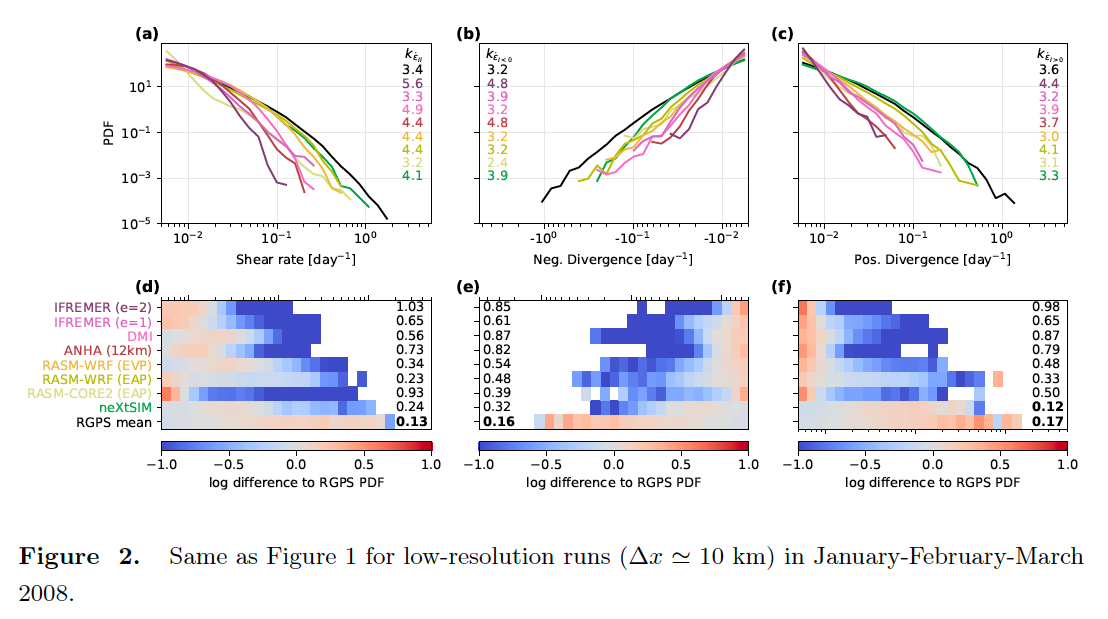 (a)
PDF
10¹
10⁻¹
10⁻³
10⁻⁵
k_ε̇_II
3.4
5.6
3.3
4.9
4.4
4.4
4.4
3.2
4.1
10⁻²
10⁻¹
10⁰
Shear rate [day⁻¹]
(b)
k_ε̇_I<0
3.2
4.8
3.9
3.2
4.8
3.2
3.2
2.4
3.9
-10⁰
-10⁻¹
-10⁻²
Neg. Divergence [day⁻¹]
(c)
k_ε̇_I>0
3.6
4.4
3.2
3.9
3.7
3.0
4.1
3.1
3.3
10⁻²
10⁻¹
10⁰
Pos. Divergence [day⁻¹]
(d)
IFREMER (e=2) 1.03
IFREMER (e=1) 0.65
DMI 0.56
ANHA (12km) 0.73
RASM-WRF (EVP) 0.34
RASM-WRF (EAP) 0.23
RASM-CORE2 (EAP) 0.93
neXtSIM 0.24
RGPS mean 0.13
−1.0 −0.5 0.0 0.5 1.0
log difference to RGPS PDF
(e)
0.85
0.61
0.87
0.82
0.54
0.48
0.39
0.32
0.16
−1.0 −0.5 0.0 0.5 1.0
log difference to RGPS PDF
(f)
0.98
0.65
0.87
0.79
0.48
0.33
0.50
0.12
0.17
−1.0 −0.5 0.0 0.5 1.0
log difference to RGPS PDF
Figure 2. Same as Figure 1 for low-resolution runs (Δx ≃ 10 km) in January-February-March
2008.